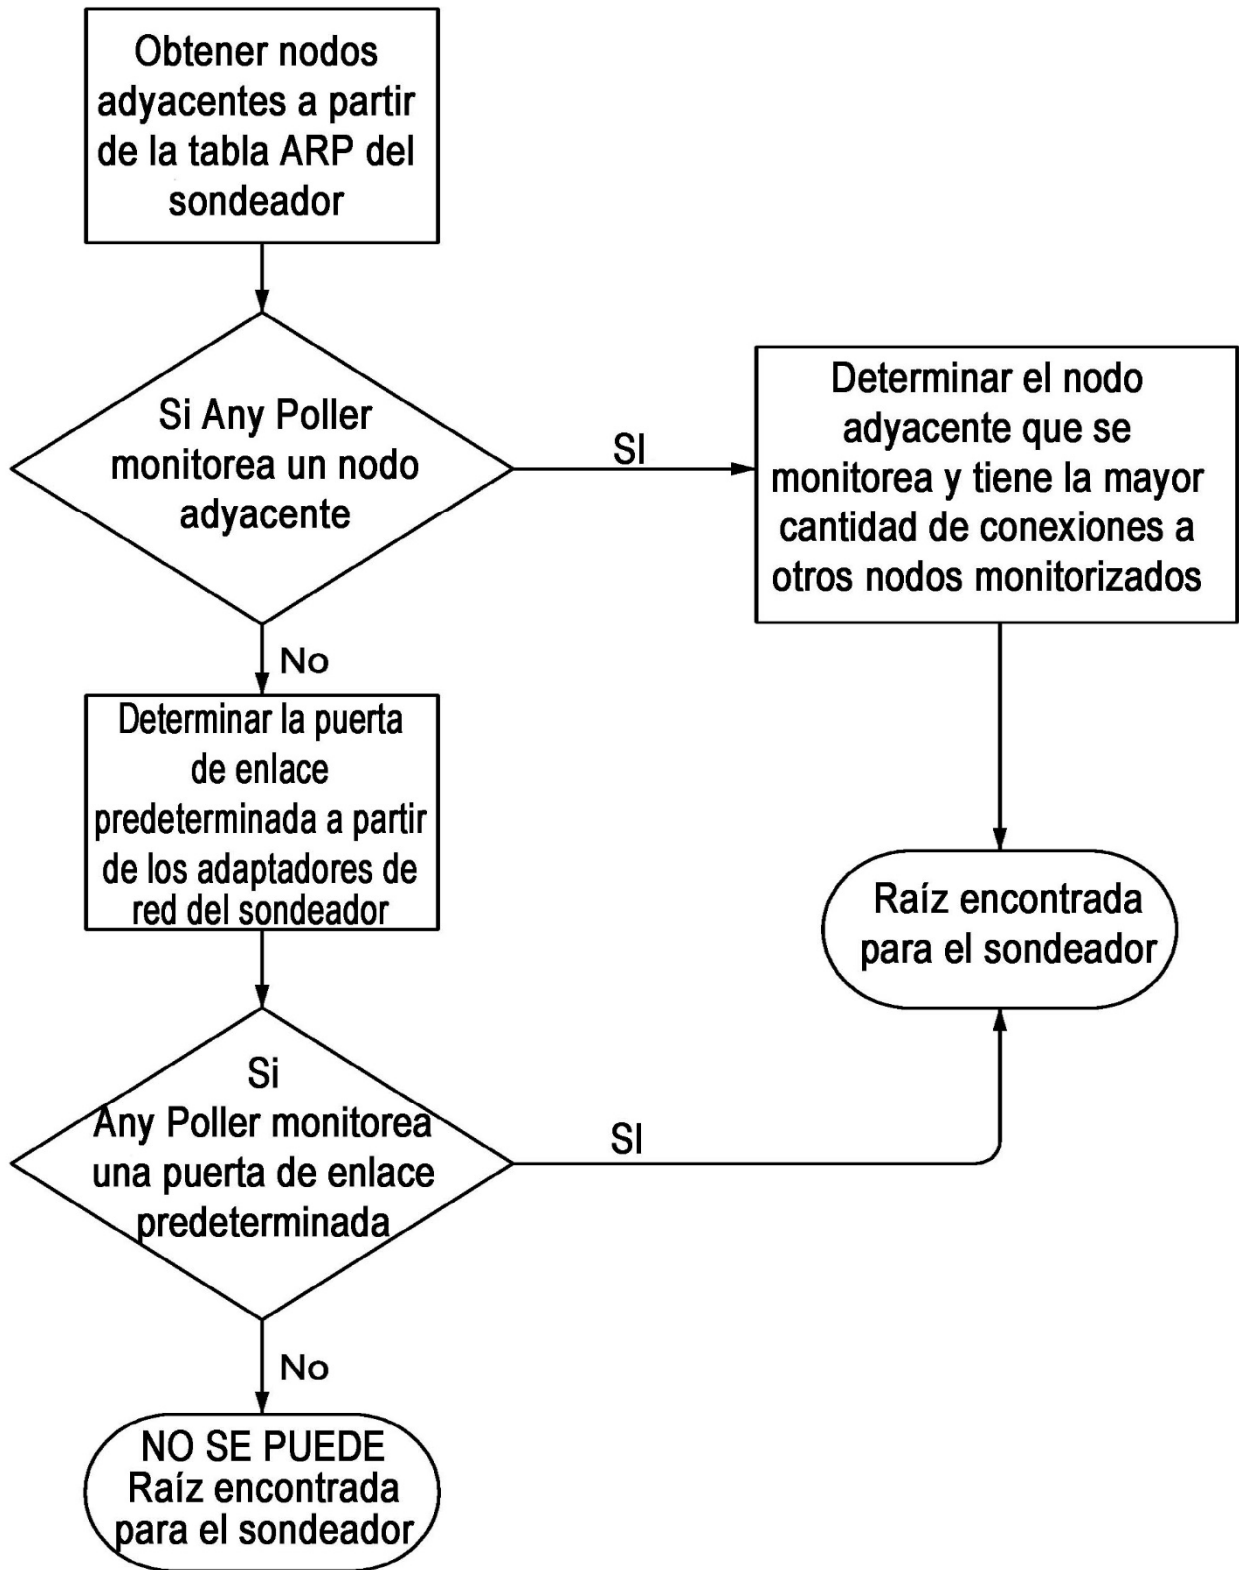 Obtener nodos
adyacentes a partir
de la tabla ARP del
sondeador
Si Any Poller
monitorea un nodo
adyacente
SI
Determinar el nodo
adyacente que se
monitorea y tiene la mayor
cantidad de conexiones a
otros nodos monitorizados
No
Determinar la puerta
de enlace
predeterminada a partir
de los adaptadores de
red del sondeador
Raíz encontrada
para el sondeador
Si
Any Poller monitorea
una puerta de enlace
predeterminada
SI
No
NO SE PUEDE
Raíz encontrada
para el sondeador